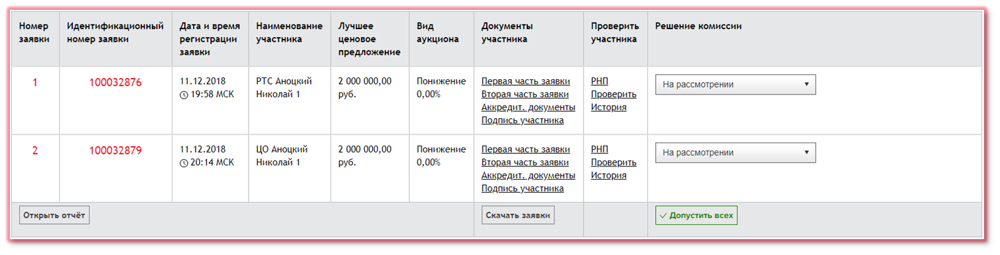 Номер заявки
Идентификационный номер заявки
Дата и время регистрации заявки
Наименование участника
Лучшее ценовое предложение
Вид аукциона
Документы участника
Проверить участника
Решение комиссии
1
100032876
11.12.2018
19:58 МСК
РТС Аноцкий
Николай 1
2 000 000,00
руб.
Понижение
0,00%
Первая часть заявки
Вторая часть заявки
Аккредит. документы
Подпись участника
РНП
Проверить
История
На рассмотрении
2
100032879
11.12.2018
20:14 МСК
ЦО Аноцкий
Николай 1
2 000 000,00
руб.
Понижение
0,00%
Первая часть заявки
Вторая часть заявки
Аккредит. документы
Подпись участника
РНП
Проверить
История
На рассмотрении
Открыть отчёт
Скачать заявки
Допустить всех